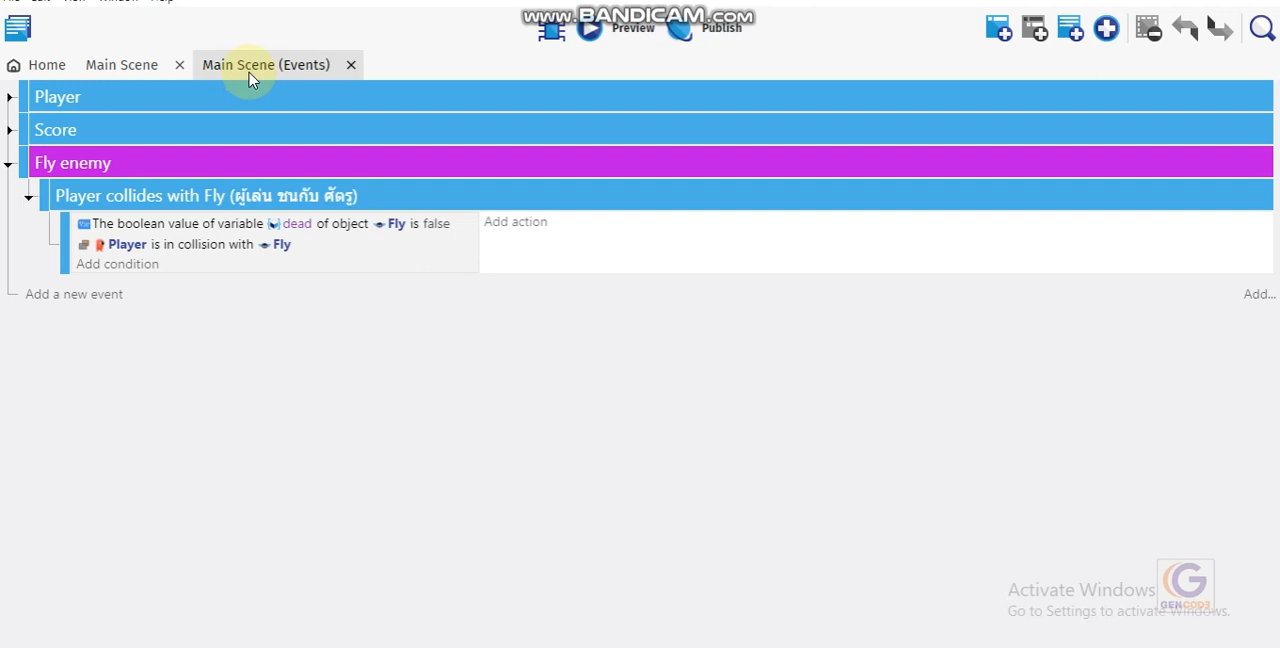 www.BANDICAM.com
Preview
Publish
Home
Main Scene
Main Scene (Events)
Player
Score
Fly enemy
Player collides with Fly (ผู้เล่น ชนกับ ศัตรู)
The boolean value of variable dead of object Fly is false
Add action
Player is in collision with Fly
Add condition
Add a new event
Add...
Activate Windows
Go to Settings to activate Windows.
GENCODE